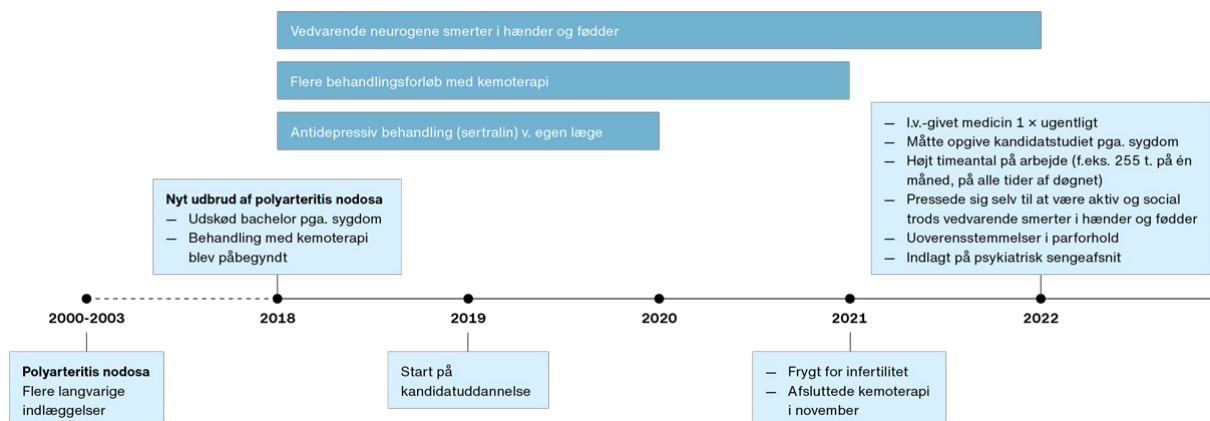 Vedvarende neurogene smerter i hænder og fødder
Flere behandlingsforløb med kemoterapi
Antidepressiv behandling (sertralin) v. egen læge
— I.v.-givet medicin 1 × ugentligt
— Måtte opgive kandidatstudiet pga. sygdom
— Højt timeantal på arbejde (f.eks. 255 t. på én
måned, på alle tider af døgnet)
— Pressede sig selv til at være aktiv og social
trods vedvarende smerter i hænder og fødder
— Uoverensstemmelser i parforhold
— Indlagt på psykiatrisk sengeafsnit
Nyt udbrud af polyarteritis nodosa
— Udskød bachelor pga. sygdom
— Behandling med kemoterapi
blev påbegyndt
2000-2003
2018
2019
2020
2021
2022
Polyarteritis nodosa
Flere langvarige
indlæggelser
Start på
kandidatuddannelse
— Frygt for infertilitet
— Afsluttede kemoterapi
i november